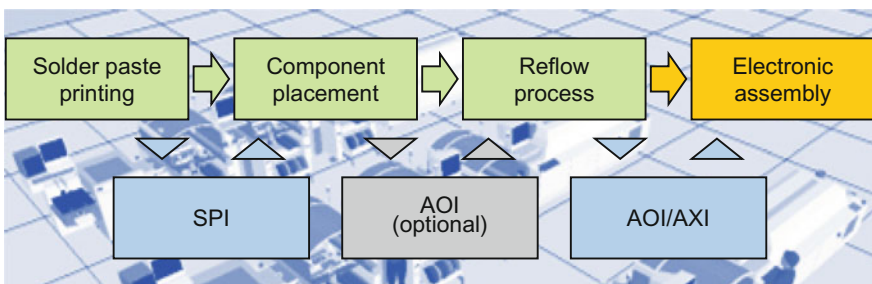 Solder paste
printing
Component
placement
Reflow
process
Electronic
assembly
SPI
AOI
(optional)
AOI/AXI